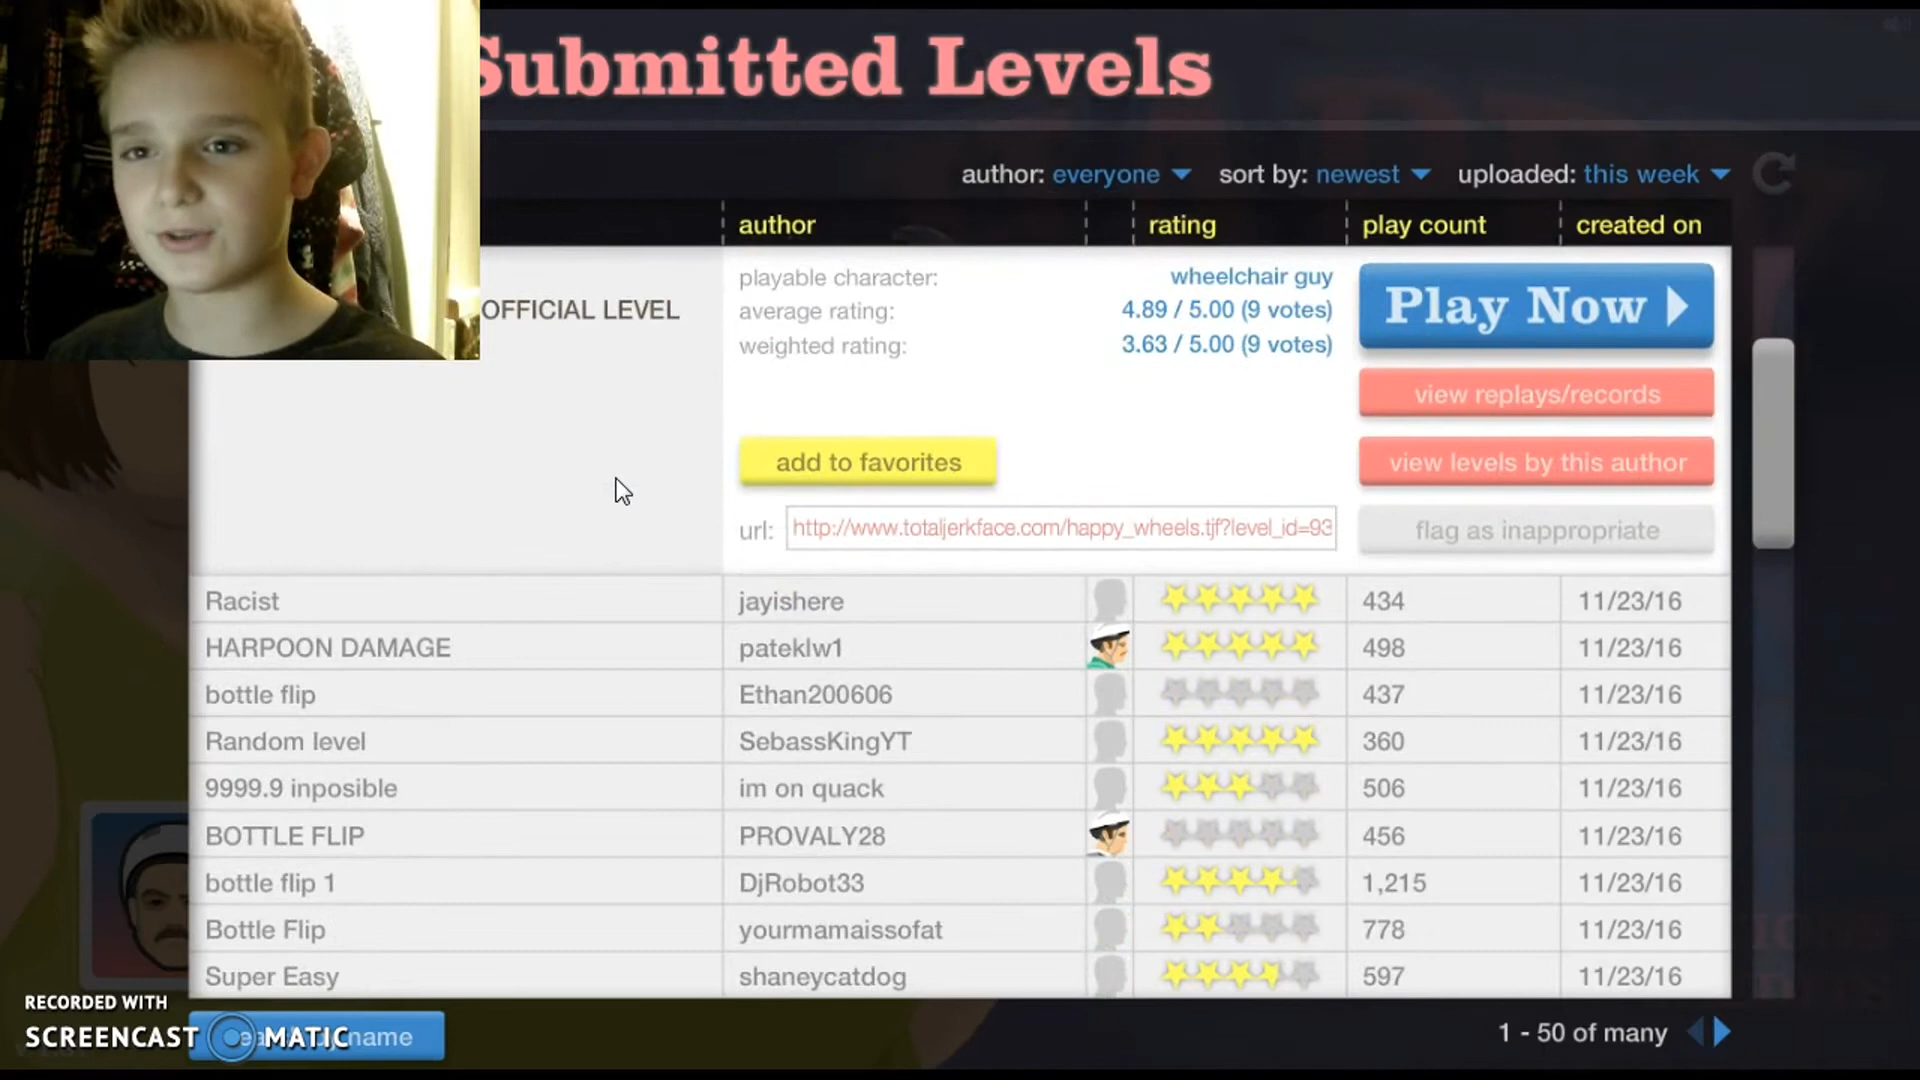 Submitted Levels
author: everyone sort by: newest uploaded: this week
author rating play count created on
OFFICIAL LEVEL
playable character: wheelchair guy
average rating: 4.89 / 5.00 (9 votes)
weighted rating: 3.63 / 5.00 (9 votes)
Play Now
view replays/records
add to favorites
view levels by this author
url: http://www.totaljerkface.com/happy_wheels.tjf?level_id=93
flag as inappropriate
Racist jayishere 434 11/23/16
HARPOON DAMAGE pateklw1 498 11/23/16
bottle flip Ethan200606 437 11/23/16
Random level SebassKingYT 360 11/23/16
9999.9 inposible im on quack 506 11/23/16
BOTTLE FLIP PROVALY28 456 11/23/16
bottle flip 1 DjRobot33 1,215 11/23/16
Bottle Flip yourmamaissofat 778 11/23/16
Super Easy shaneycatdog 597 11/23/16
RECORDED WITH
SCREENCAST MATIC
name
1 - 50 of many